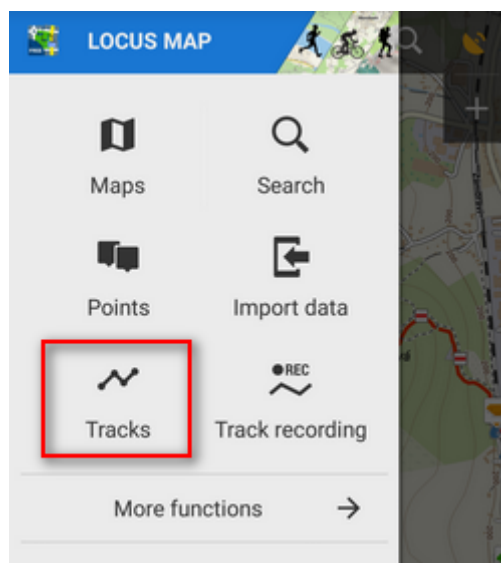 LOCUS MAP
Maps
Search
Points
Import data
REC
Tracks
Track recording
More functions